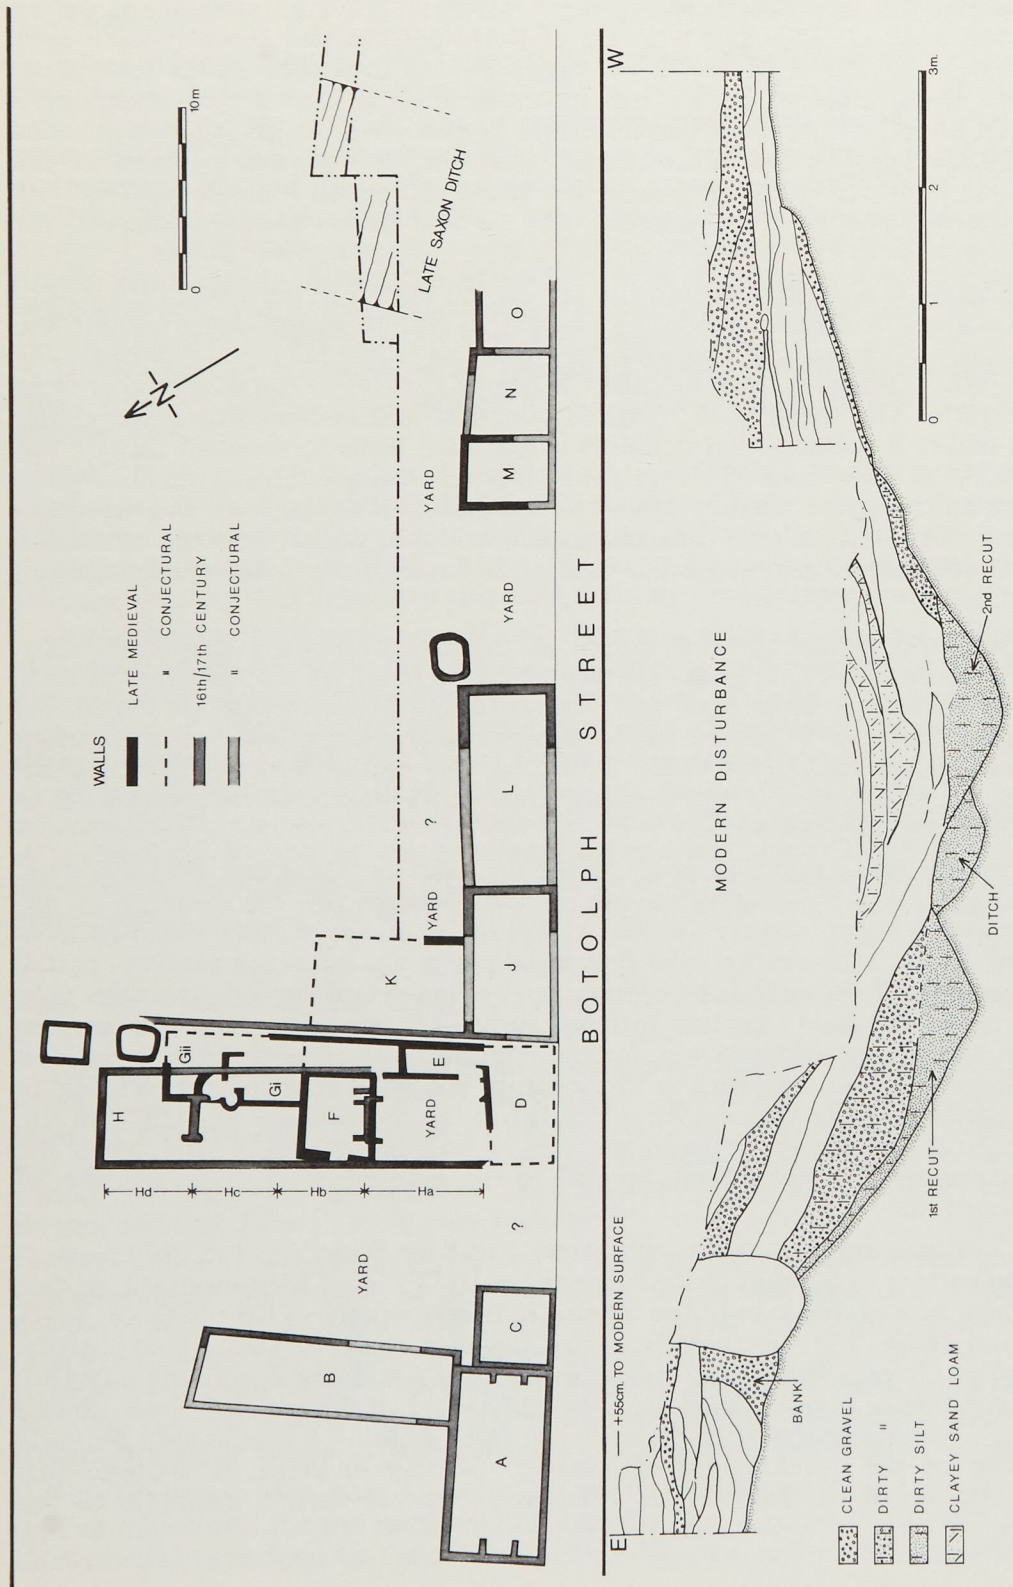 WALLS
LATE MEDIEVAL
" CONJECTURAL
16th/17th CENTURY
" CONJECTURAL
N
0 10m
LATE SAXON DITCH
H
Gii
Gi
F
E
YARD
D
Hd
Hc
Hb
Ha
K
YARD
?
YARD
B
YARD
?
A
C
J
L
YARD
M
N
O
BOTOLPH STREET
E
W
+55cm. TO MODERN SURFACE
MODERN DISTURBANCE
BANK
1st RECUT
DITCH
2nd RECUT
0 1 2 3m.
CLEAN GRAVEL
DIRTY "
DIRTY SILT
CLAYEY SAND LOAM